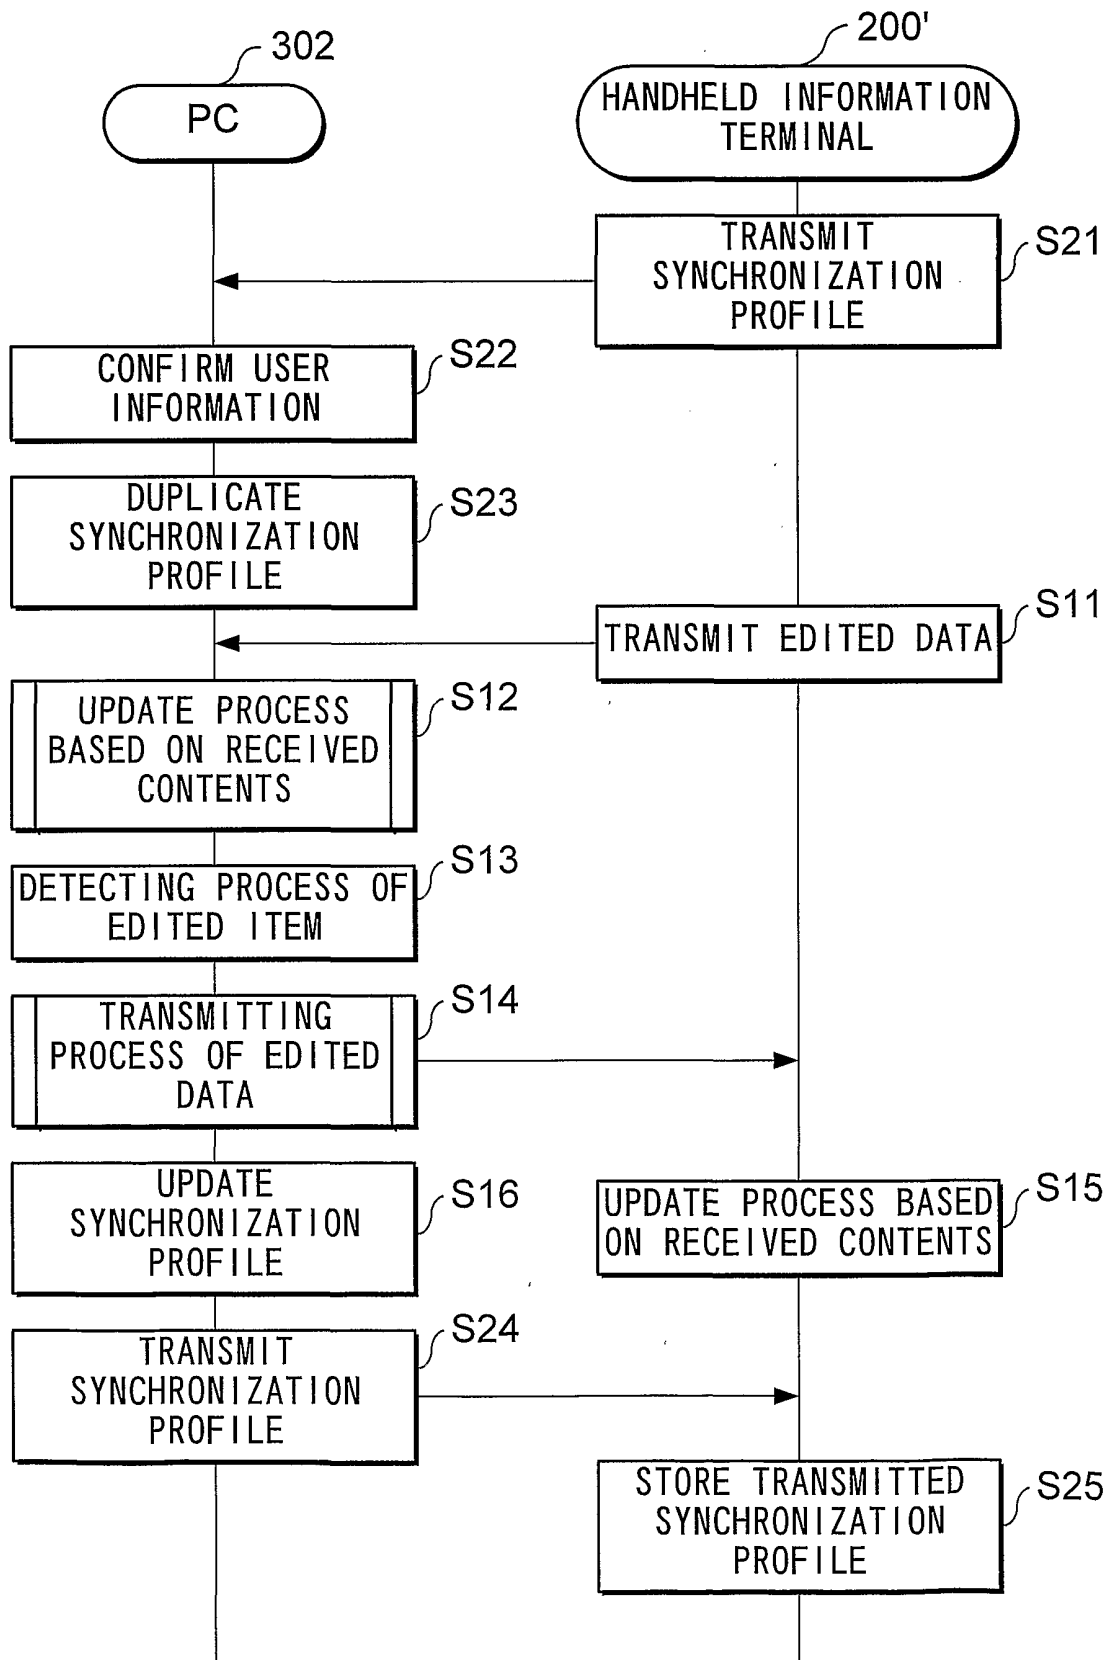 302
PC
200'
HANDHELD INFORMATION
TERMINAL
TRANSMIT
SYNCHRONIZATION
PROFILE
S21
CONFIRM USER
INFORMATION
S22
DUPLICATE
SYNCHRONIZATION
PROFILE
S23
TRANSMIT EDITED DATA
S11
UPDATE PROCESS
BASED ON RECEIVED
CONTENTS
S12
DETECTING PROCESS OF
EDITED ITEM
S13
TRANSMITTING
PROCESS OF EDITED
DATA
S14
UPDATE
SYNCHRONIZATION
PROFILE
S16
UPDATE PROCESS BASED
ON RECEIVED CONTENTS
S15
TRANSMIT
SYNCHRONIZATION
PROFILE
S24
STORE TRANSMITTED
SYNCHRONIZATION
PROFILE
S25